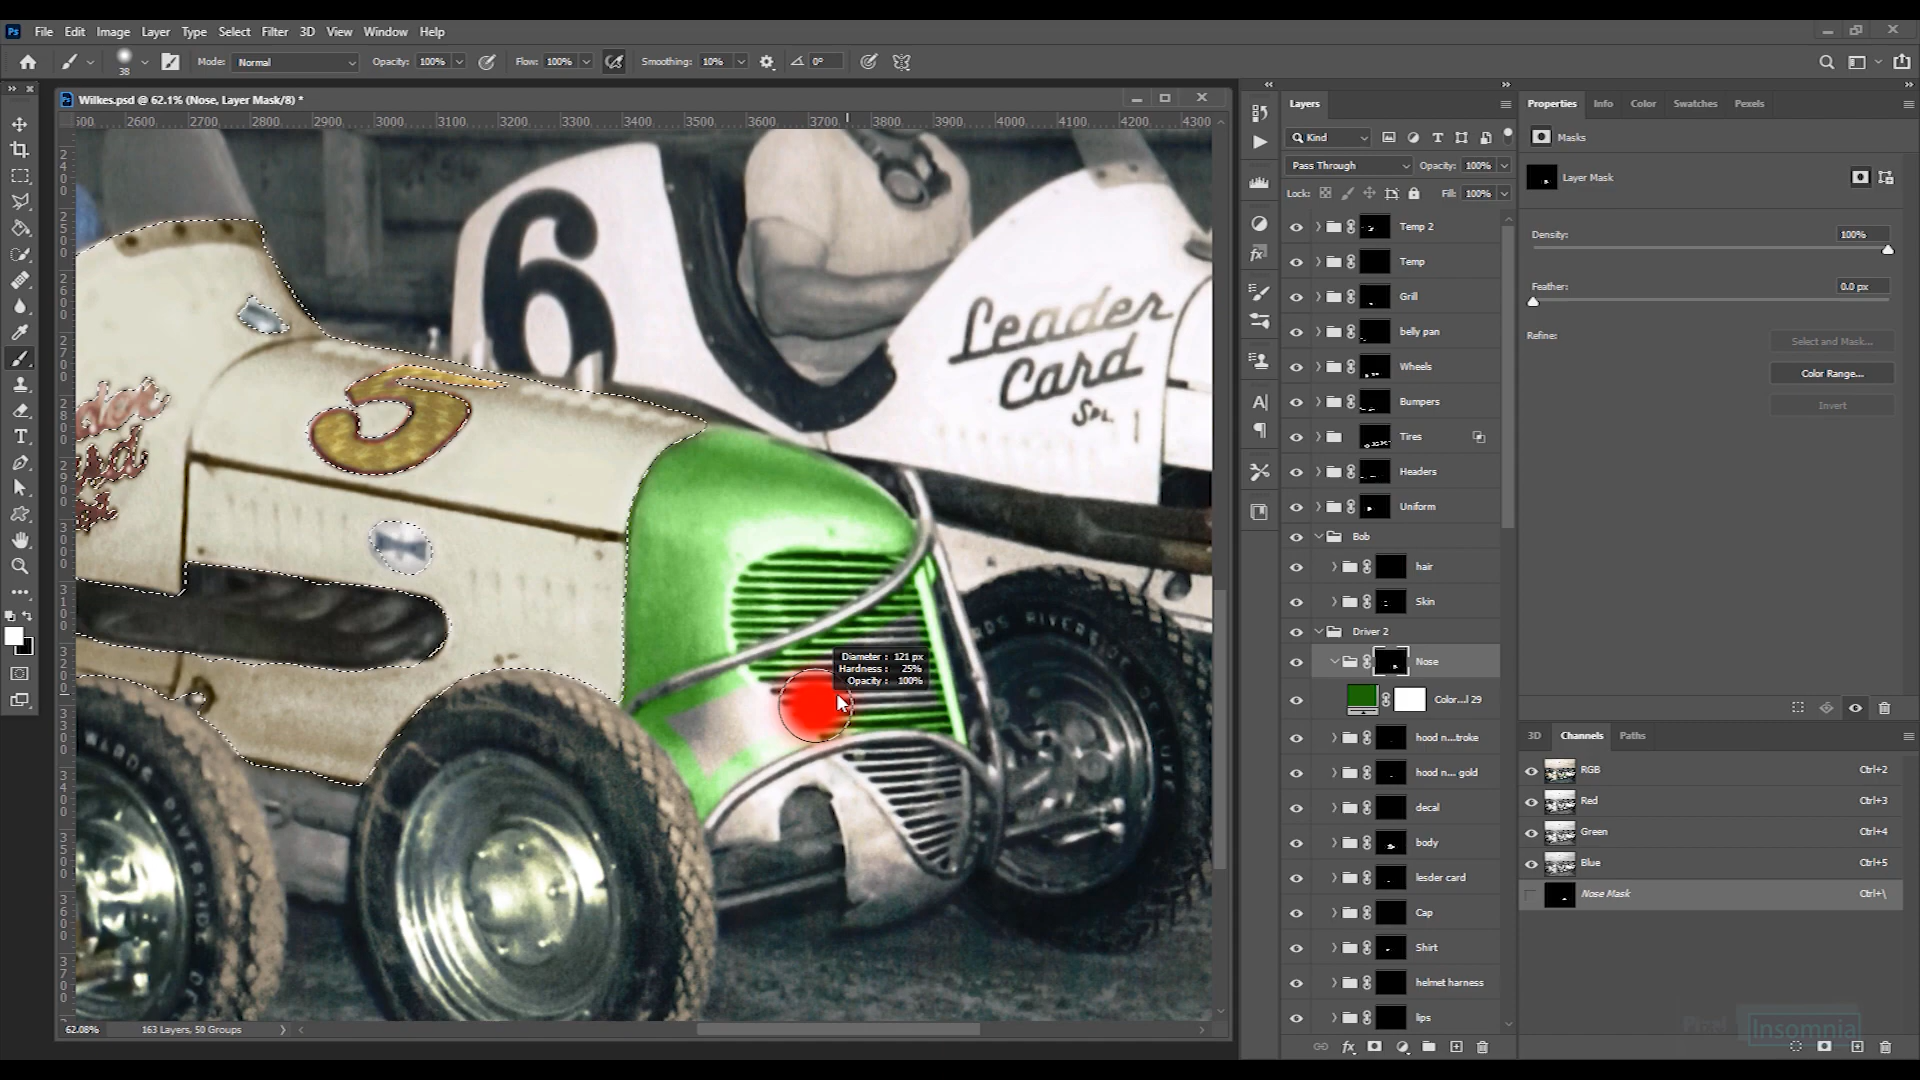 Ps File Edit Image Layer Type Select Filter 3D View Window Help
38 Mode: Normal Opacity: 100% Flow: 100% Smoothing: 10% 0°
Wilkes.psd @ 62.1% (Nose, Layer Mask/8) *
2600 2700 2800 2900 3000 3100 3200 3300 3400 3500 3600 3700 3800 3900 4000 4100 4200 4300
6
Leader
Card
Spl.
5
Diameter : 121 px
Hardness : 25%
Opacity : 100%
62.08% 163 Layers, 50 Groups
Layers
Kind
Pass Through Opacity: 100%
Lock: Fill: 100%
Temp 2
Temp
Grill
belly pan
Wheels
Bumpers
Tires
Headers
Uniform
Bob
hair
Skin
Driver 2
Nose
Color...l 29
hood n...troke
hood n... gold
decal
body
lesder card
Cap
Shirt
helmet harness
lips
Properties Info Color Swatches Pexels
Masks
Layer Mask
Density: 100%
Feather: 0.0 px
Refine:
Select and Mask...
Color Range...
Invert
3D Channels Paths
RGB Ctrl+2
Red Ctrl+3
Green Ctrl+4
Blue Ctrl+5
Nose Mask Ctrl+\
Pixel Insomnia